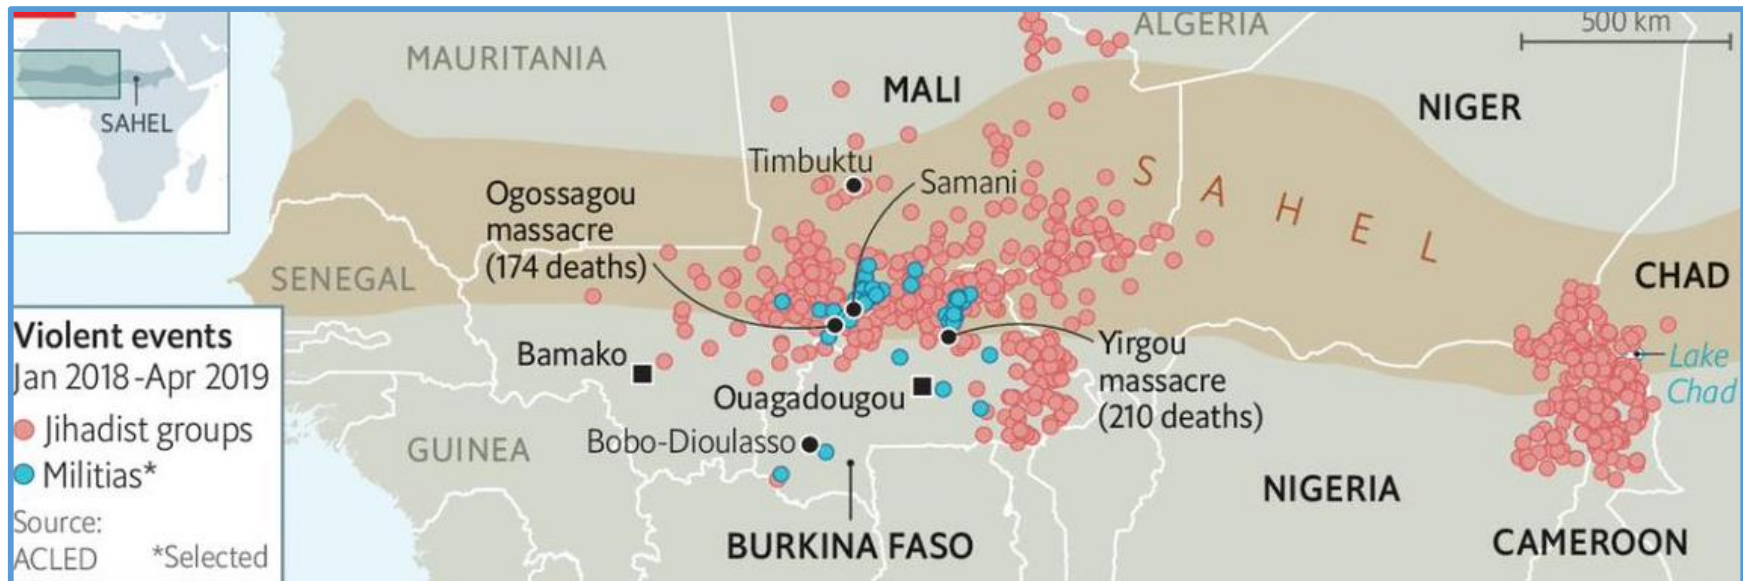 ALGERIA
500 km
MAURITANIA
MALI
NIGER
SAHEL
Timbuktu
Samani
SAHEL
Ogossagou
massacre
(174 deaths)
SENEGAL
CHAD
Violent events
Jan 2018-Apr 2019
Jihadist groups
Militias*
Source:
ACLED
*Selected
Bamako
Yirgou
massacre
(210 deaths)
Lake
Chad
Ouagadougou
GUINEA
Bobo-Dioulasso
NIGERIA
BURKINA FASO
CAMEROON